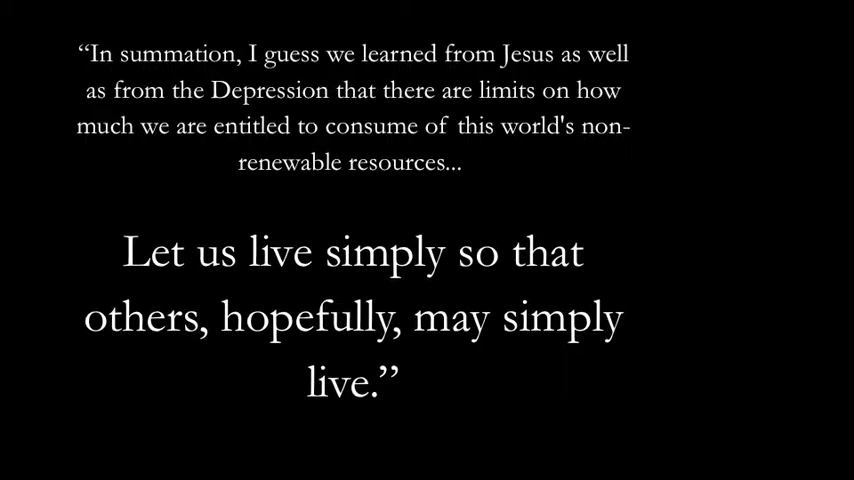 “In summation, I guess we learned from Jesus as well
as from the Depression that there are limits on how
much we are entitled to consume of this world's non-
renewable resources...
Let us live simply so that
others, hopefully, may simply
live.”